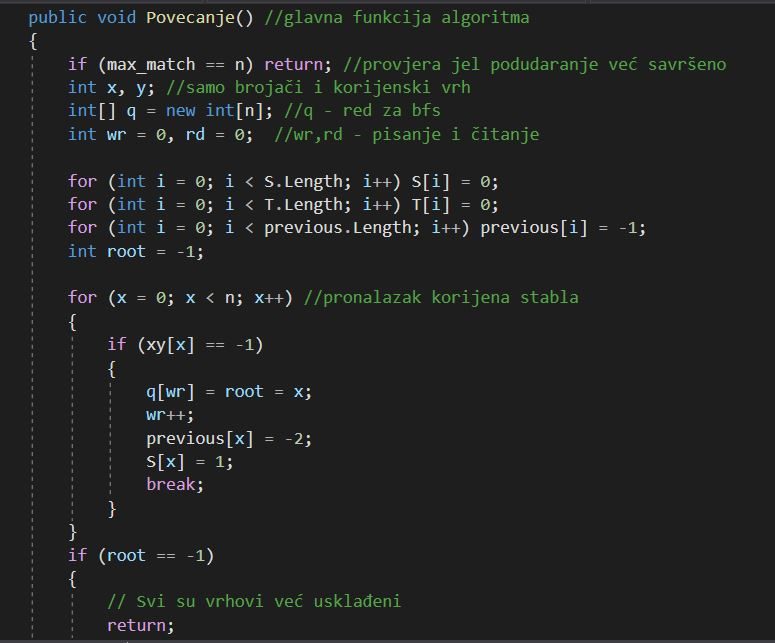 public void Povecanje() //glavna funkcija algoritma
{
if (max_match == n) return; //provjera jel podudaranje već savršeno
int x, y; //samo brojači i korijenski vrh
int[] q = new int[n]; //q - red za bfs
int wr = 0, rd = 0;  //wr,rd - pisanje i čitanje
for (int i = 0; i < S.Length; i++) S[i] = 0;
for (int i = 0; i < T.Length; i++) T[i] = 0;
for (int i = 0; i < previous.Length; i++) previous[i] = -1;
int root = -1;
for (x = 0; x < n; x++) //pronalazak korijena stabla
{
if (xy[x] == -1)
{
q[wr] = root = x;
wr++;
previous[x] = -2;
S[x] = 1;
break;
}
}
if (root == -1)
{
// Svi su vrhovi već usklađeni
return;